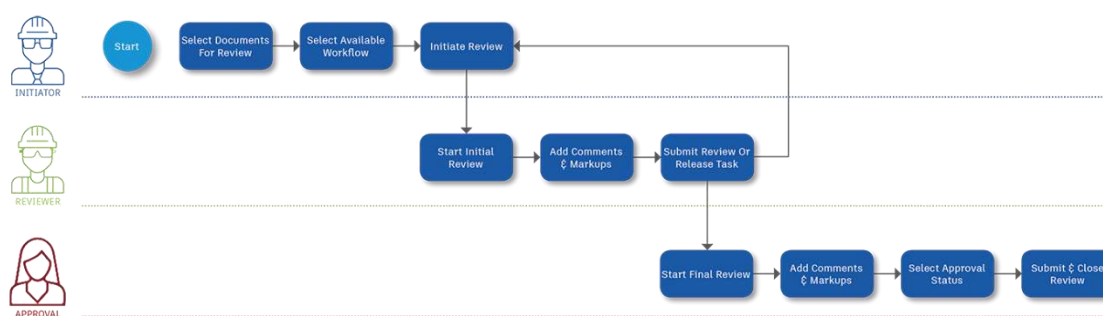 Start
Select Documents
For Review
Select Available
Workflow
Initiate Review
INITIATOR
Start Initial
Review
Add Comments
& Markups
Submit Review Or
Release Task
REVIEWER
Start Final Review
Add Comments
& Markups
Select Approval
Status
Submit & Close
Review
APPROVAL